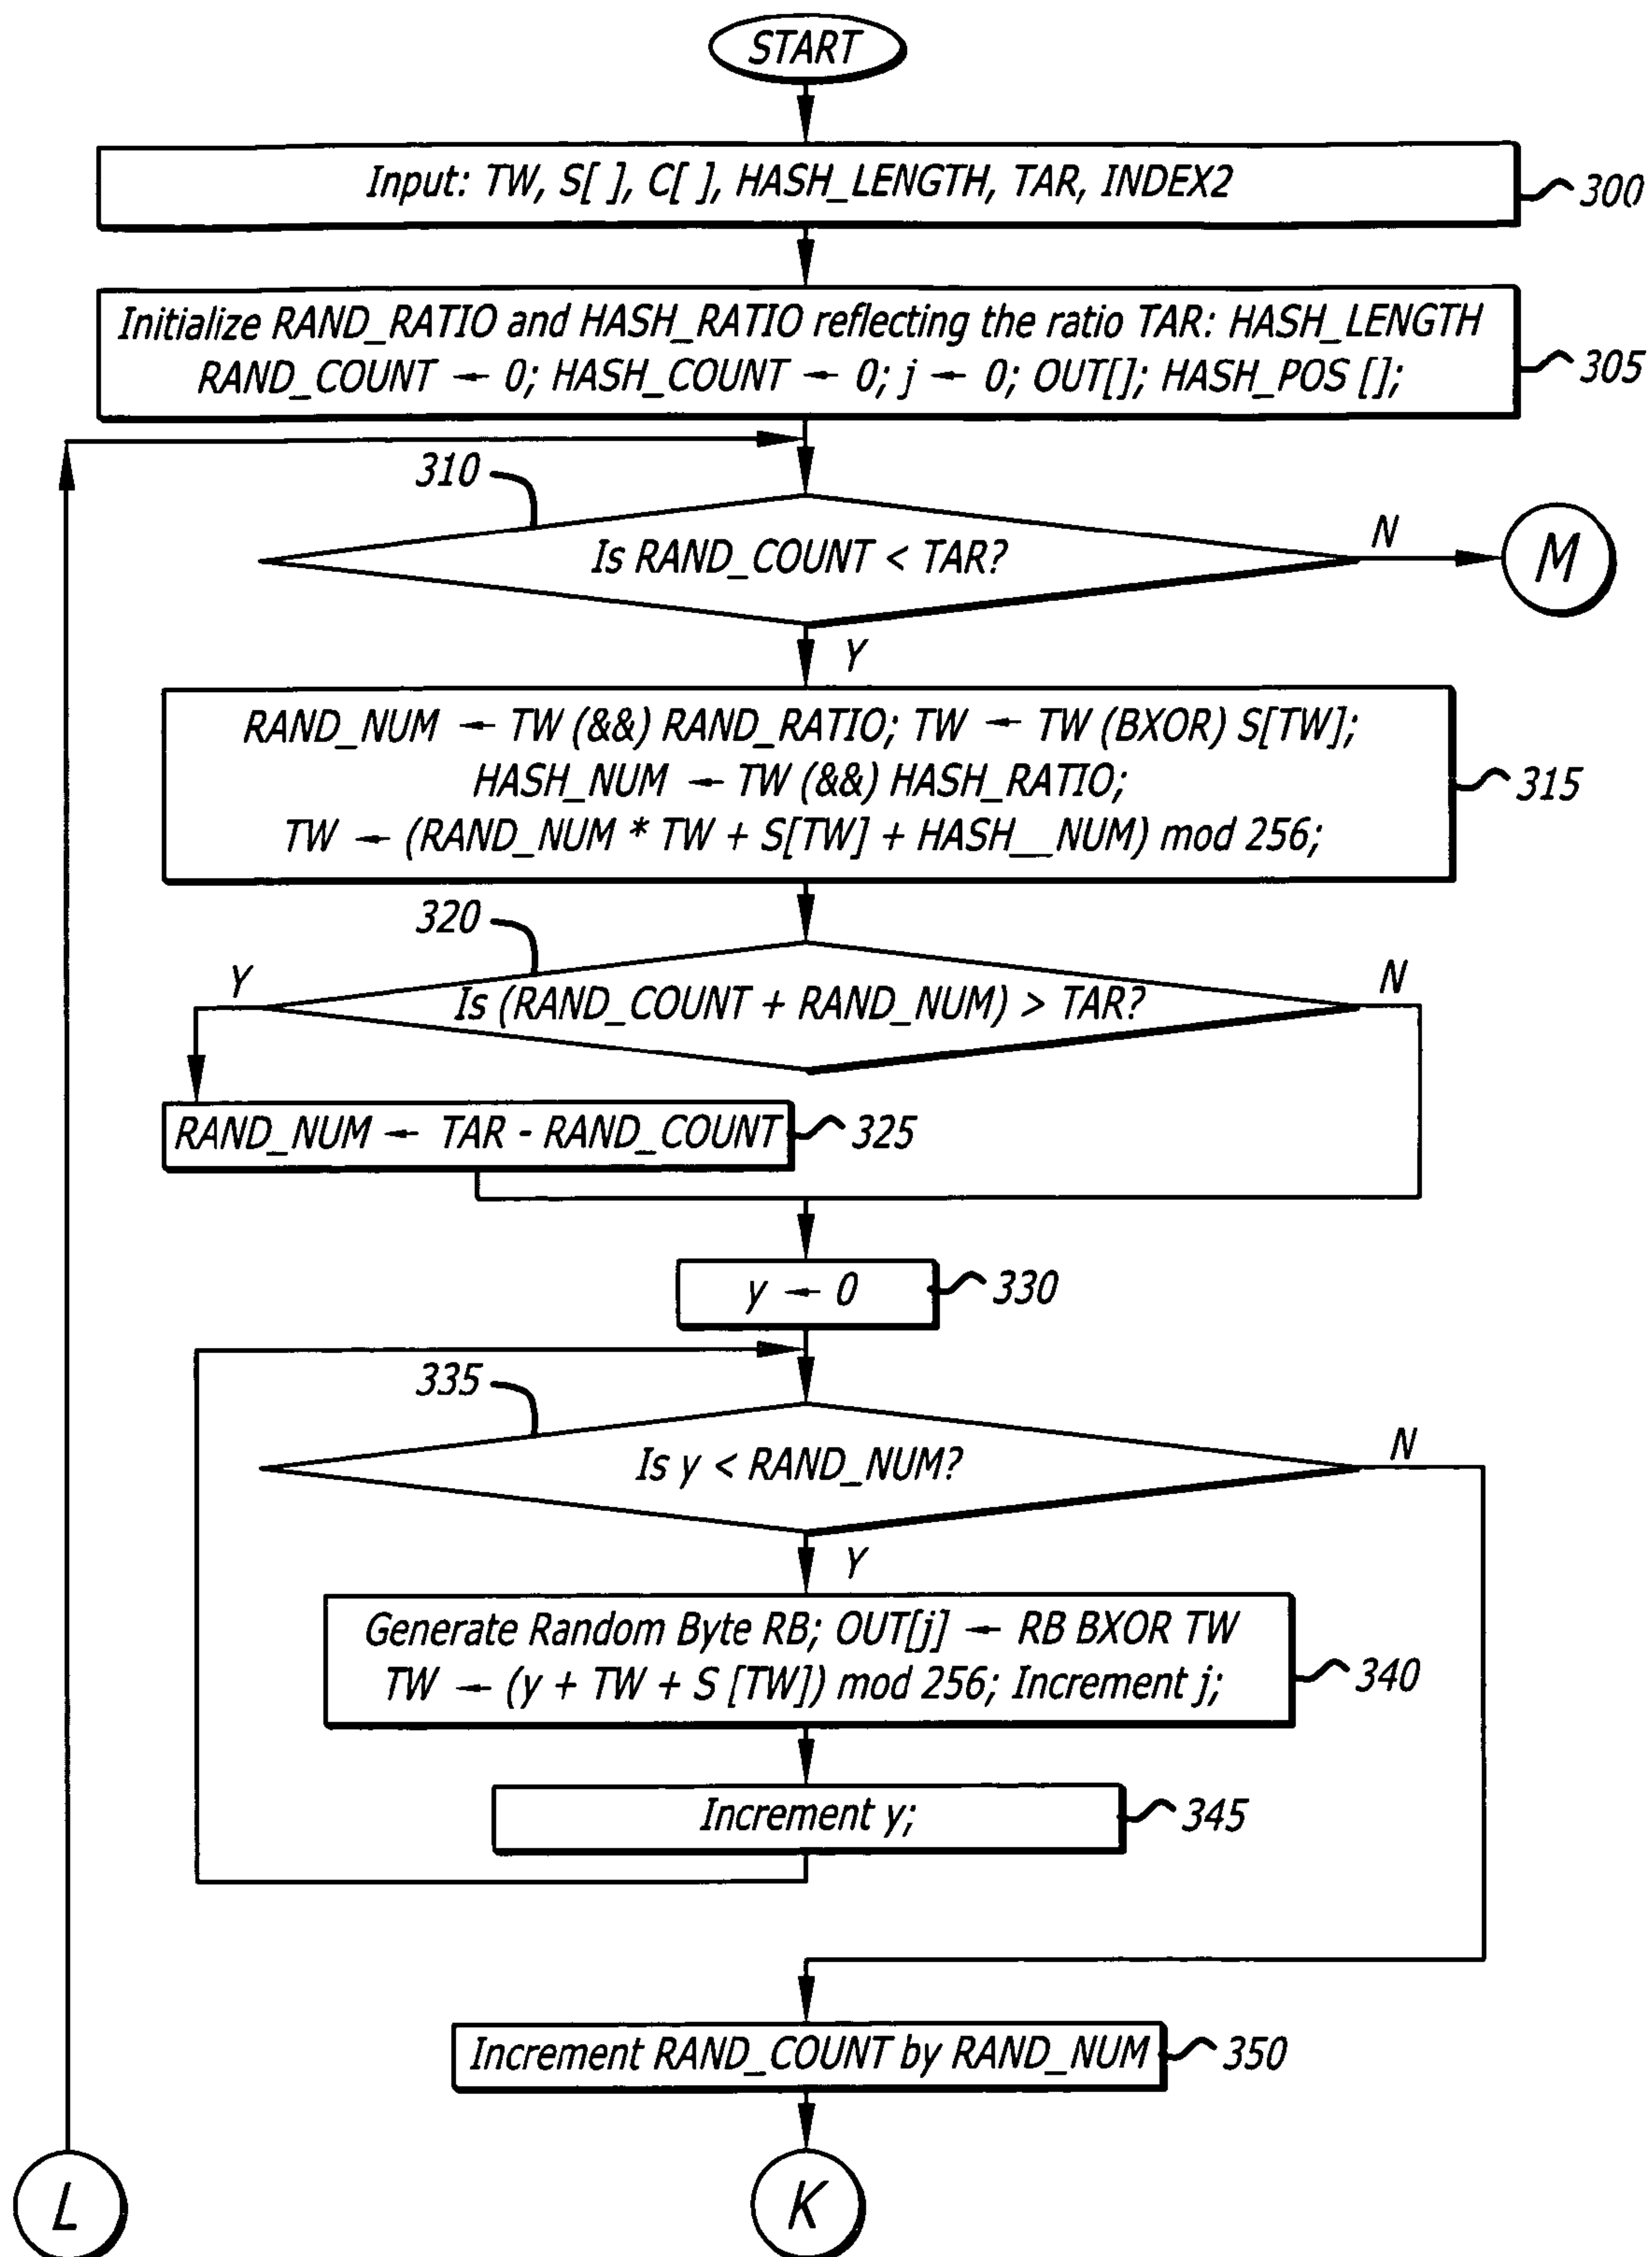 START
Input: TW, S[ ], C[ ], HASH_LENGTH, TAR, INDEX2
300
Initialize RAND_RATIO and HASH_RATIO reflecting the ratio TAR: HASH_LENGTH
RAND_COUNT ← 0; HASH_COUNT ← 0; j ← 0; OUT[]; HASH_POS [];
305
310
Is RAND_COUNT < TAR?
N
M
Y
RAND_NUM ← TW (&&) RAND_RATIO; TW ← TW (BXOR) S[TW];
HASH_NUM ← TW (&&) HASH_RATIO;
TW ← (RAND_NUM * TW + S[TW] + HASH__NUM) mod 256;
315
320
Y
Is (RAND_COUNT + RAND_NUM) > TAR?
N
RAND_NUM ← TAR - RAND_COUNT
325
y ← 0
330
335
Is y < RAND_NUM?
N
Y
Generate Random Byte RB; OUT[j] ← RB BXOR TW
TW ← (y + TW + S [TW]) mod 256; Increment j;
340
Increment y;
345
Increment RAND_COUNT by RAND_NUM
350
L
K